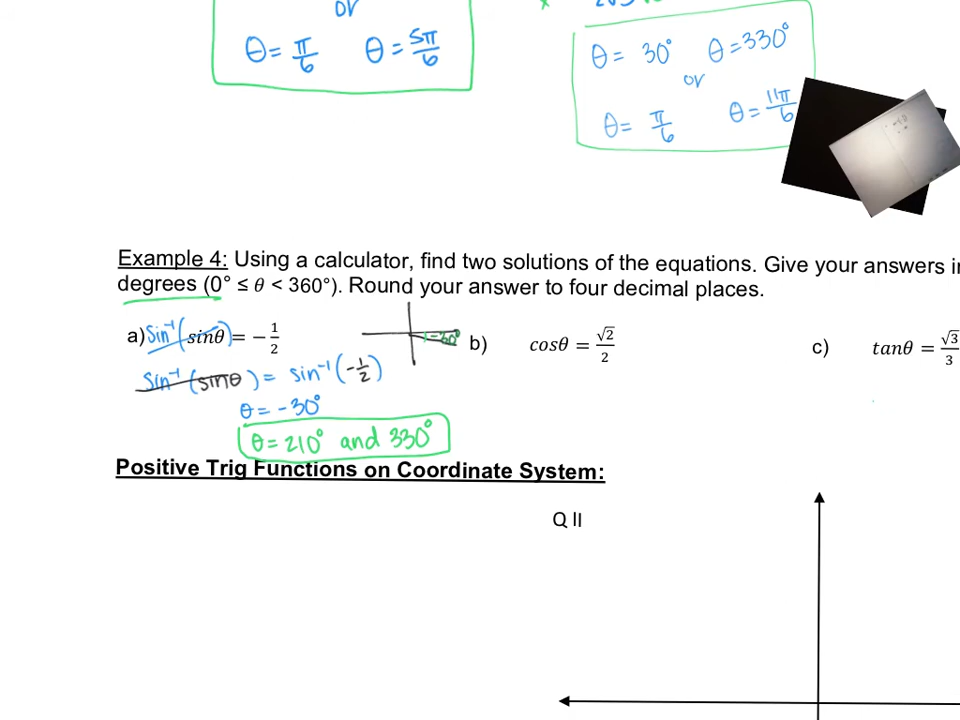 or
θ = π/6 θ = 5π/6
θ = 30° θ = 330°
or
θ = π/6 θ = 11π/6
Example 4: Using a calculator, find two solutions of the equations. Give your answers in
degrees (0° ≤ θ < 360°). Round your answer to four decimal places.
a) sin⁻¹(sinθ) = -1/2
-30°
b) cosθ = √2/2
c) tanθ = √3/3
sin⁻¹(sinθ) = sin⁻¹(-1/2)
θ = -30°
θ = 210° and 330°
Positive Trig Functions on Coordinate System:
Q II